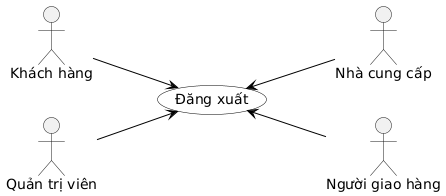 Khách hàng
Nhà cung cấp
Đăng xuất
Quản trị viên
Người giao hàng